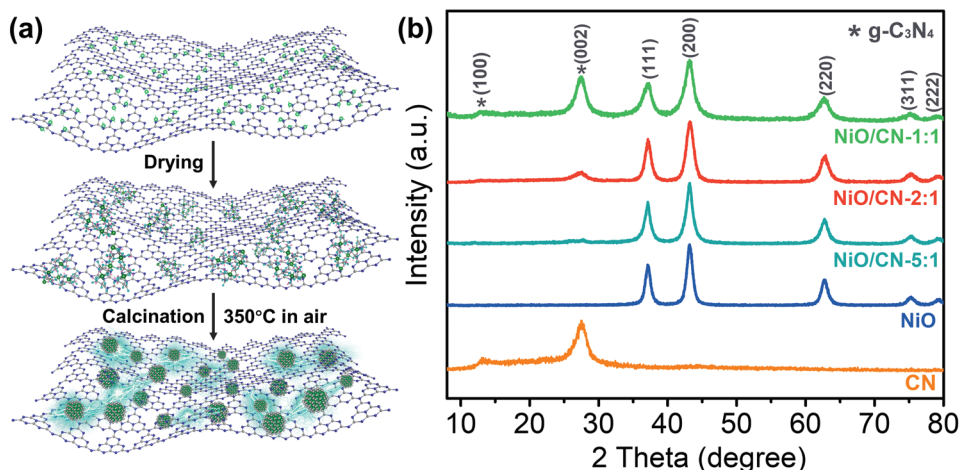 (a)
Drying
Calcination 350°C in air
(b)
* g-C₃N₄
*(100)
*(002)
(111)
(200)
(220)
(311)
(222)
NiO/CN-1:1
NiO/CN-2:1
NiO/CN-5:1
NiO
CN
Intensity (a.u.)
10 20 30 40 50 60 70 80
2 Theta (degree)